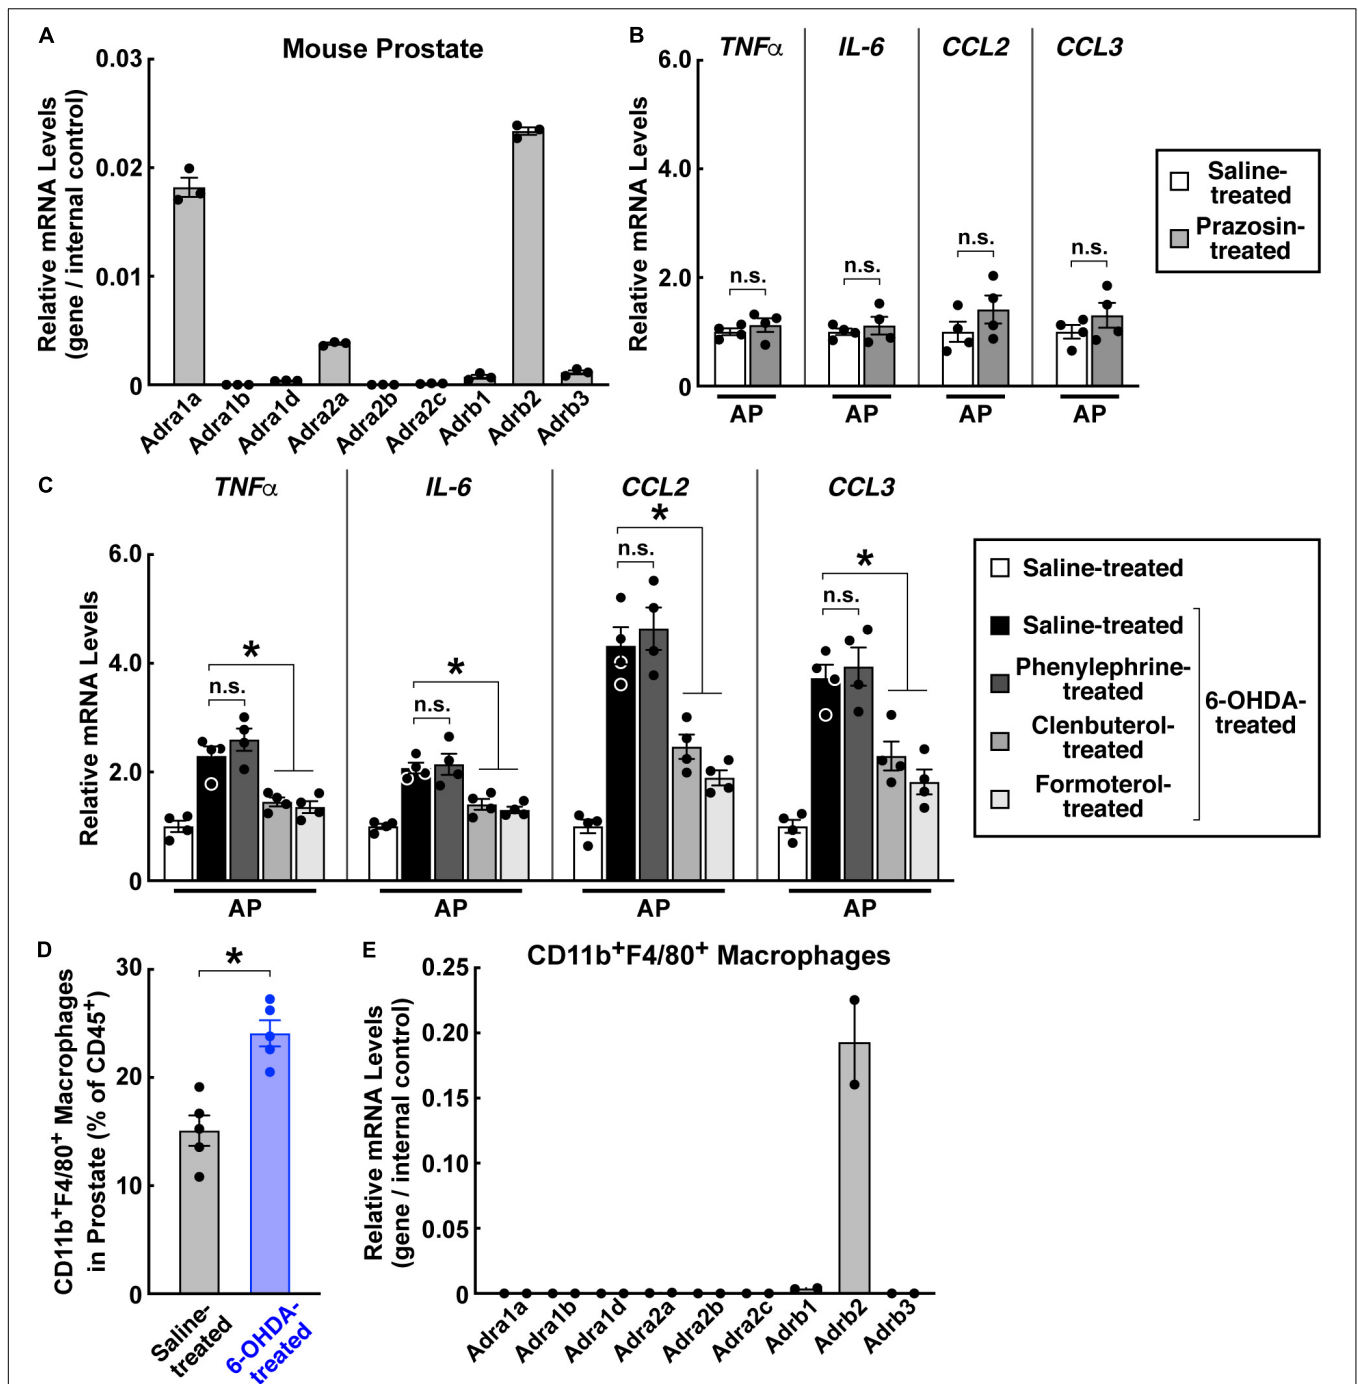 A
Mouse Prostate
Relative mRNA Levels
(gene / internal control)
0.03
0.02
0.01
0
Adra1a
Adra1b
Adra1d
Adra2a
Adra2b
Adra2c
Adrb1
Adrb2
Adrb3
B
TNFα
IL-6
CCL2
CCL3
Relative mRNA Levels
6.0
4.0
2.0
0
n.s.
n.s.
n.s.
n.s.
AP
AP
AP
AP
Saline-
treated
Prazosin-
treated
C
TNFα
IL-6
CCL2
CCL3
Relative mRNA Levels
6.0
4.0
2.0
0
*
n.s.
*
n.s.
*
n.s.
*
n.s.
AP
AP
AP
AP
Saline-treated
Saline-treated
Phenylephrine-
treated
Clenbuterol-
treated
Formoterol-
treated
6-OHDA-
treated
D
CD11b+F4/80+ Macrophages
in Prostate (% of CD45+)
30
20
10
0
*
Saline-
treated
6-OHDA-
treated
E
CD11b+F4/80+ Macrophages
Relative mRNA Levels
(gene / internal control)
0.25
0.20
0.15
0.10
0.05
0
Adra1a
Adra1b
Adra1d
Adra2a
Adra2b
Adra2c
Adrb1
Adrb2
Adrb3